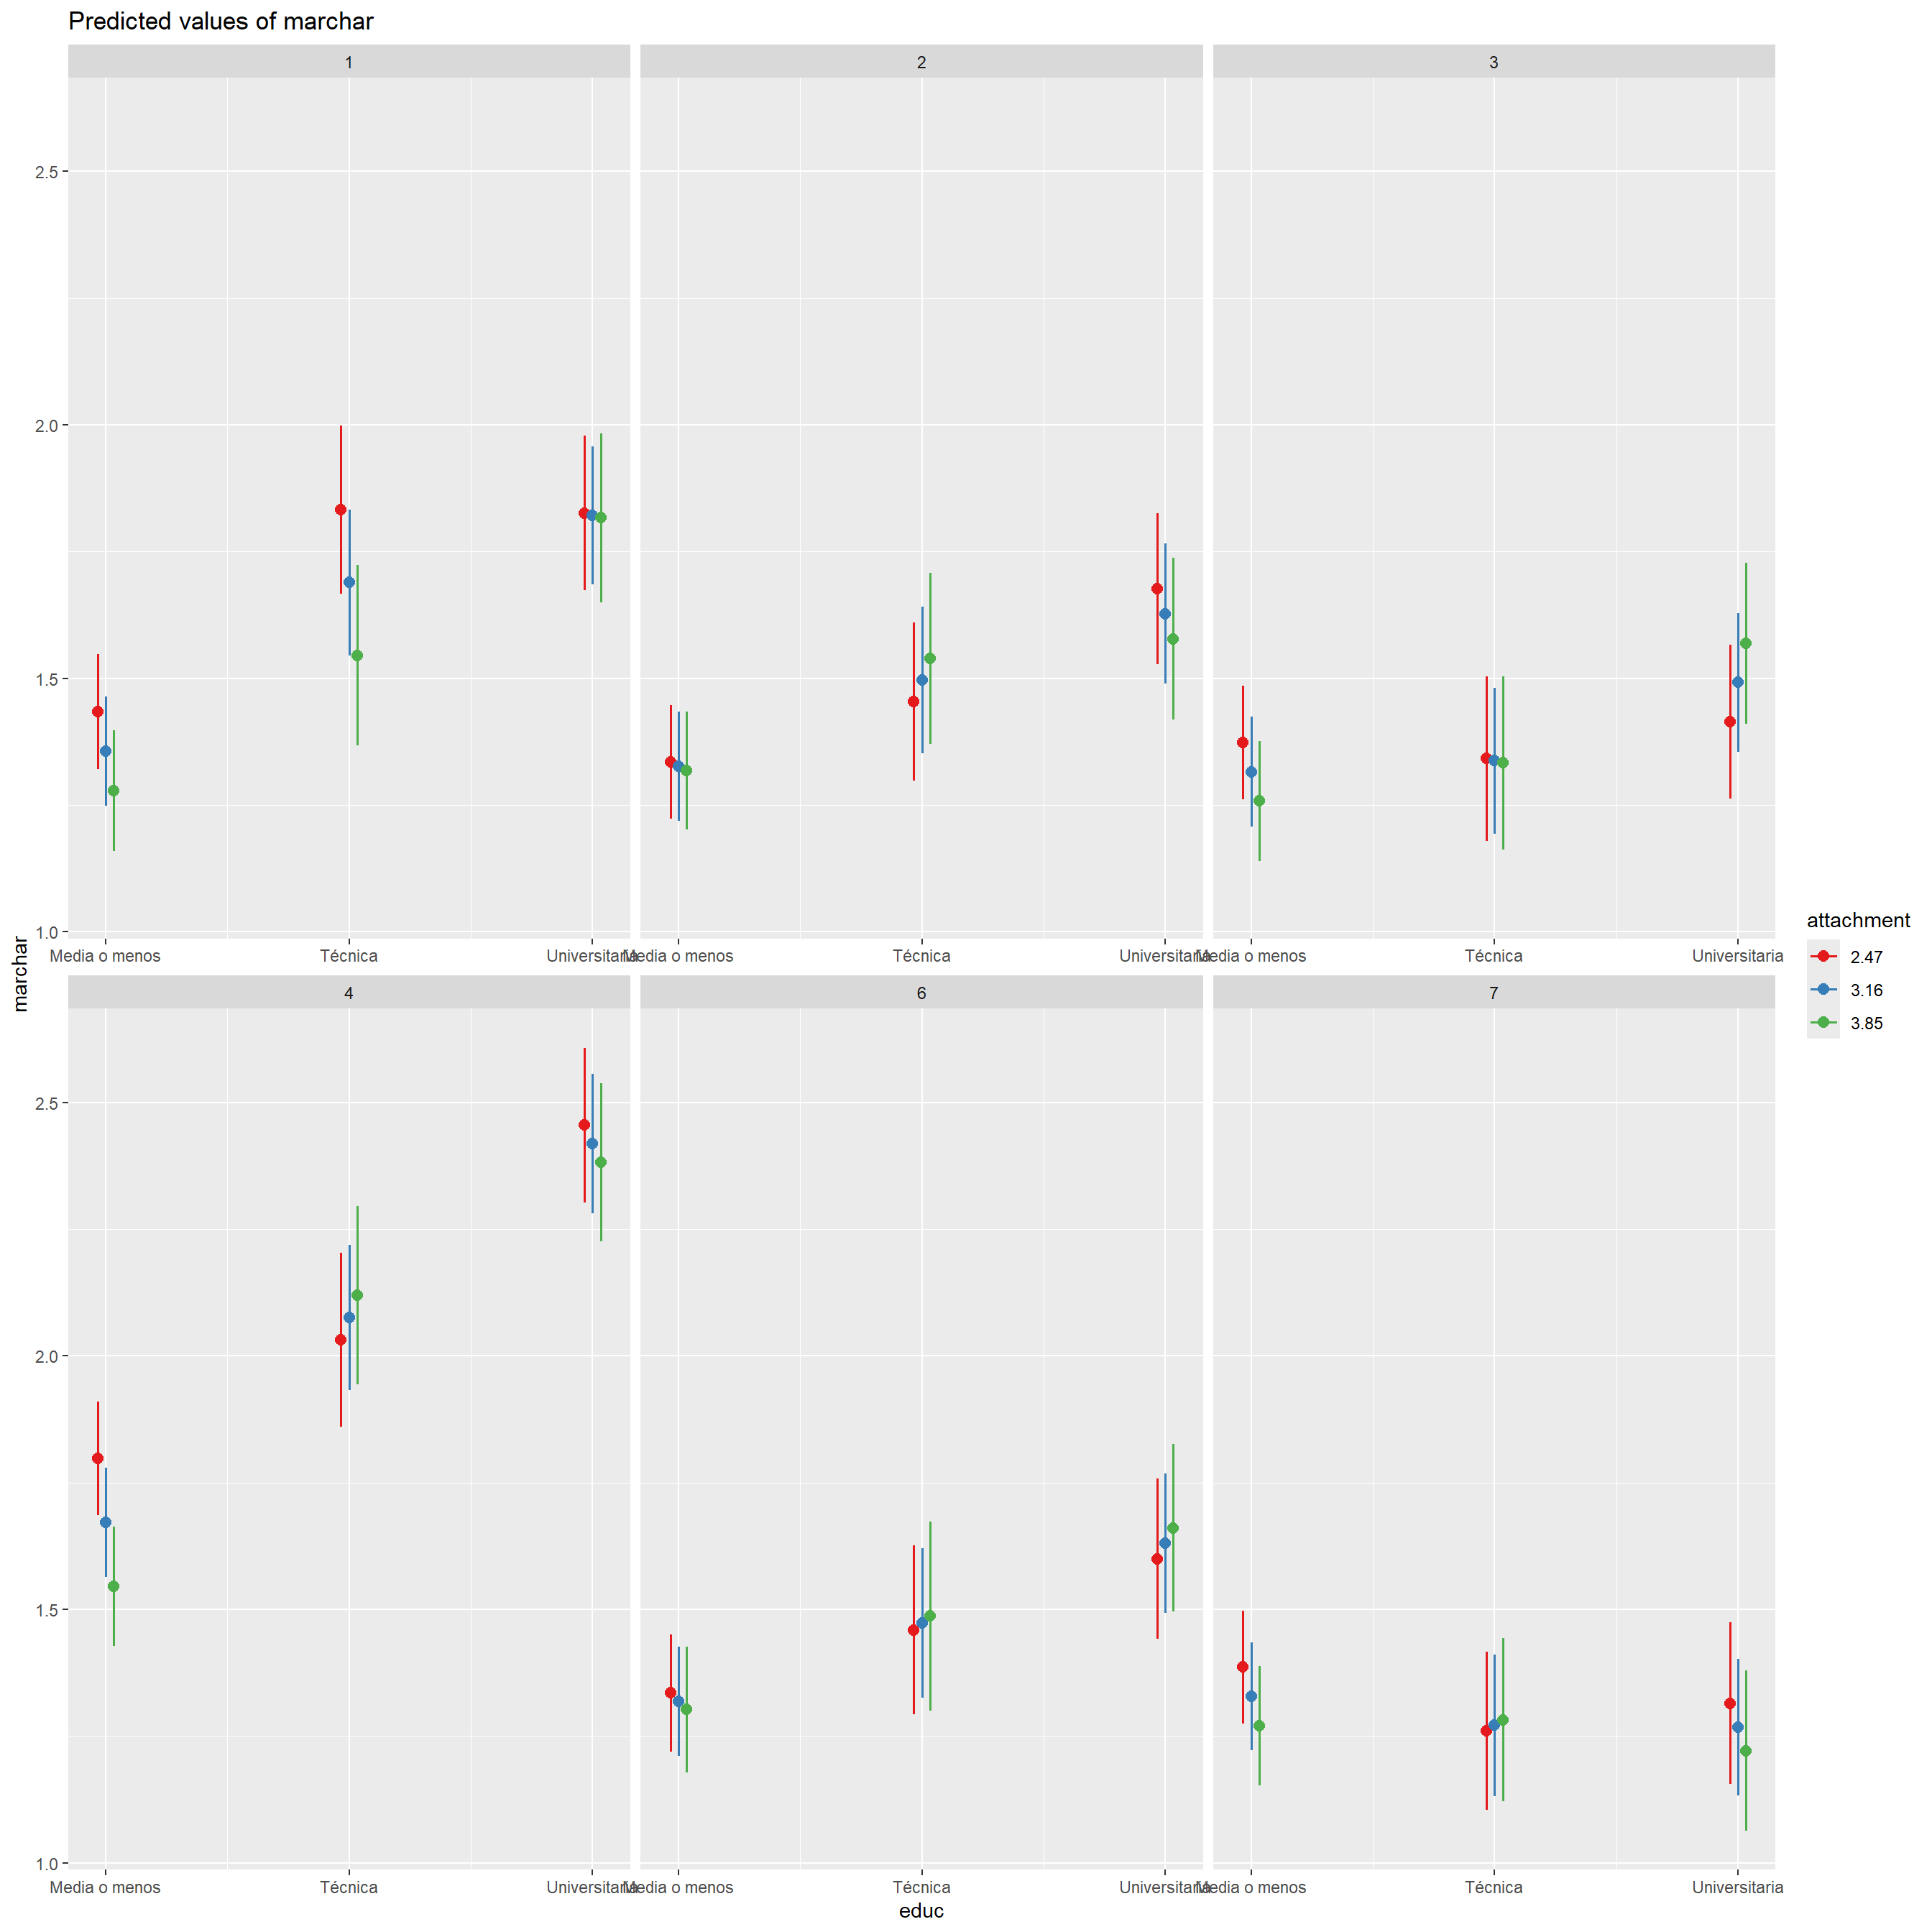 Predicted values of marchar
1
2
3
2.5
2.0
1.5
1.0
Media o menos
Técnica
Universitaria
Media o menos
Técnica
Universitaria
Media o menos
Técnica
Universitaria
4
6
7
2.5
2.0
1.5
1.0
Media o menos
Técnica
Universitaria
Media o menos
Técnica
Universitaria
Media o menos
Técnica
Universitaria
marchar
educ
attachment
2.47
3.16
3.85